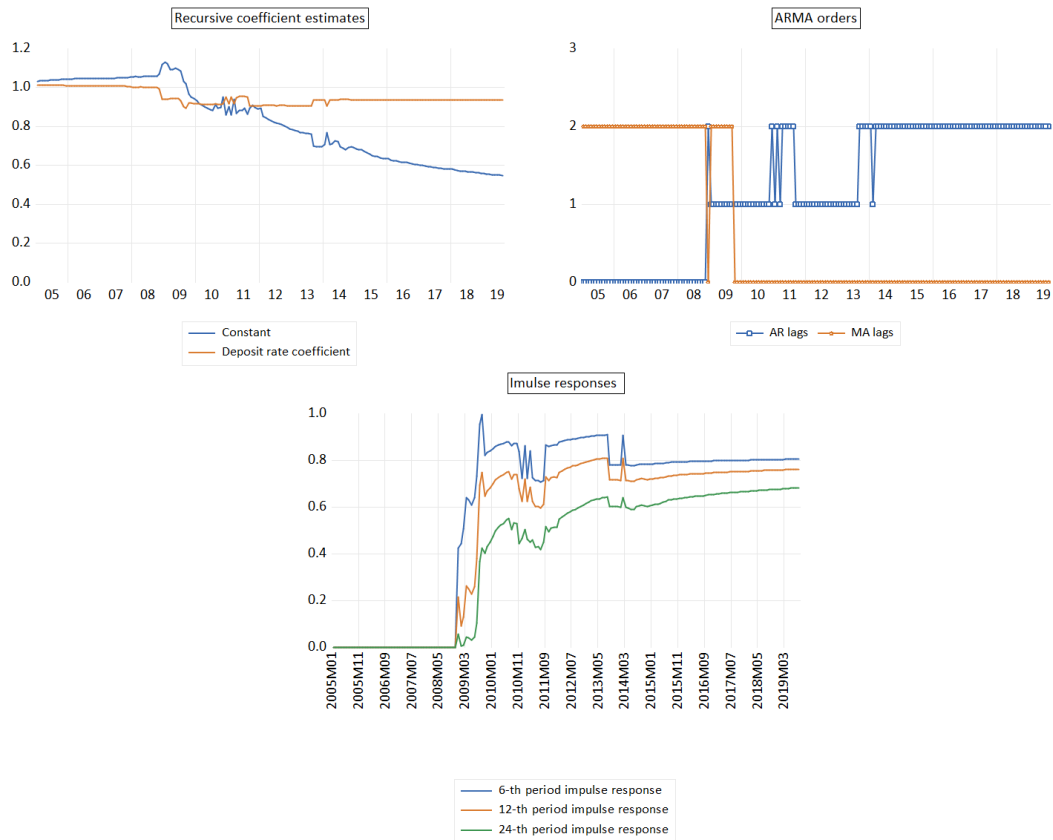 Recursive coefficient estimates
1.2
1.0
0.8
0.6
0.4
0.2
0.0
05 06 07 08 09 10 11 12 13 14 15 16 17 18 19
Constant
Deposit rate coefficient
ARMA orders
3
2
1
0
05 06 07 08 09 10 11 12 13 14 15 16 17 18 19
AR lags MA lags
Imulse responses
1.0
0.8
0.6
0.4
0.2
0.0
2005M01
2005M11
2006M09
2007M07
2008M05
2009M03
2010M01
2010M11
2011M09
2012M07
2013M05
2014M03
2015M01
2015M11
2016M09
2017M07
2018M05
2019M03
6-th period impulse response
12-th period impulse response
24-th period impulse response